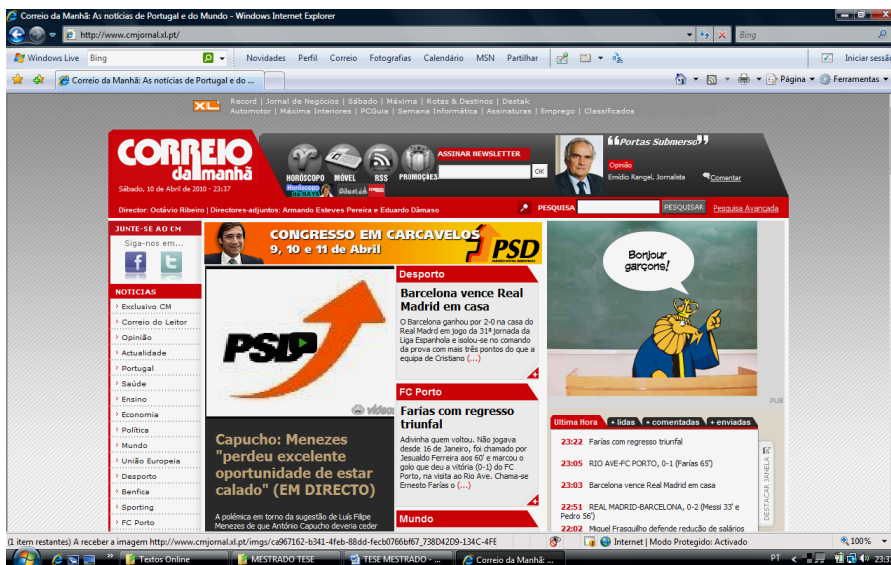 Correio da Manhã: As notícias de Portugal e do Mundo - Windows Internet Explorer
http://www.cmjornal.xl.pt/
Bing
Windows Live
Bing
Novidades
Perfil
Correio
Fotografias
Calendário
MSN
Partilhar
Iniciar sessão
Correio da Manhã: As notícias de Portugal e do ...
Página
Ferramentas
XL
Record | Jornal de Negócios | Sábado | Máxima | Rotas & Destinos | Destak
Automotor | Máxima Interiores | PCGuia | Semana Informática | Assinaturas | Emprego | Classificados
CORREIO
da manhã
Sábado, 10 de Abril de 2010 - 23:37
HORÓSCOPO
MÓVEL
RSS
PROMOÇÕES
ASSINAR NEWSLETTER
OK
Horóscopo
"Portas Submerso"
Opinião
Emídio Rangel, Jornalista
Comentar
Director: Octávio Ribeiro | Directores-adjuntos: Armando Esteves Pereira e Eduardo Dâmaso
PESQUISA
PESQUISAR
Pesquisa Avançada
JUNTE-SE AO CM
Siga-nos em...
f
t
NOTICIAS
Exclusivo CM
Correio do Leitor
Opinião
Actualidade
Portugal
Saúde
Ensino
Economia
Política
Mundo
União Europeia
Desporto
Benfica
Sporting
FC Porto
CONGRESSO EM CARCAVELOS
9, 10 e 11 de Abril
PSD
PSD
vídeo
Capucho: Menezes
"perdeu excelente
oportunidade de estar
calado" (EM DIRECTO)
A polémica em torno da sugestão de Luís Filipe
Menezes de que António Capucho deveria ceder
Desporto
Barcelona vence Real
Madrid em casa
O Barcelona ganhou por 2-0 na casa do
Real Madrid em jogo da 31ª jornada da
Liga Espanhola e isolou-se no comando
da prova com mais três pontos do que a
equipa de Cristiano (...)
FC Porto
Farías com regresso
triunfal
Adivinha quem voltou. Não jogava
desde 16 de Janeiro, foi chamado por
Jesualdo Ferreira aos 60' e marcou o
golo que deu a vitória (0-1) do FC
Porto, na visita ao Rio Ave. Chama-se
Ernesto Farías o (...)
Mundo
Bonjour
garçons!
PUB
Última Hora
+ lidas
+ comentadas
+ enviadas
23:22 Farías com regresso triunfal
23:05 RIO AVE-FC PORTO, 0-1 (Farías 65')
23:03 Barcelona vence Real Madrid em casa
22:51 REAL MADRID-BARCELONA, 0-2 (Messi 33' e
Pedro 56')
22:02 Miguel Frasquilho defende redução de salários
DESTACAR JANELA
(1 item restantes) A receber a imagem http://www.cmjornal.xl.pt/imgs/ca967162-b341-4feb-88dd-fecb0766bf67_738D42D9-134C-4FE
Internet | Modo Protegido: Activado
100%
Textos Online
MESTRADO TESE
TESE MESTRADO - ...
Correio da Manhã: ...
PT
23:37